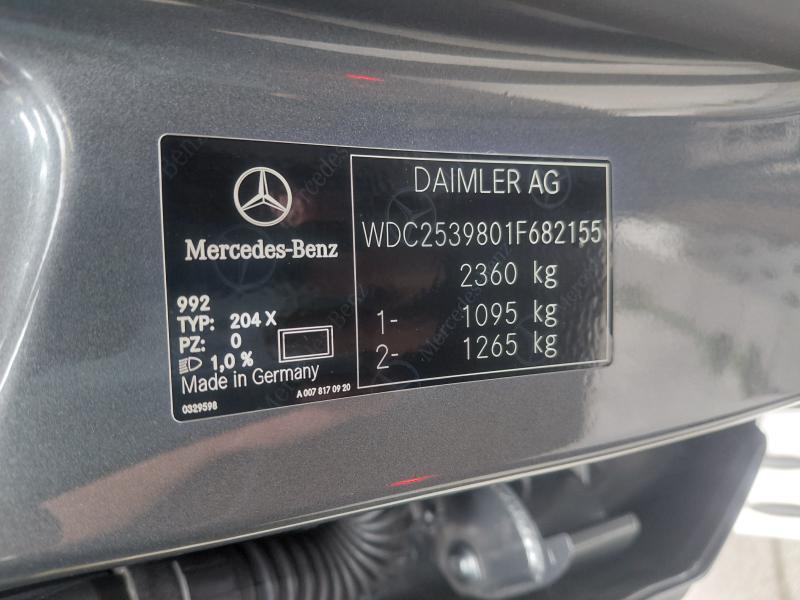 Mercedes-Benz
992
TYP: 204 X
PZ: 0
1,0 %
Made in Germany
0329598
A 007 817 09 20
DAIMLER AG
WDC2539801F682155
2360 kg
1- 1095 kg
2- 1265 kg